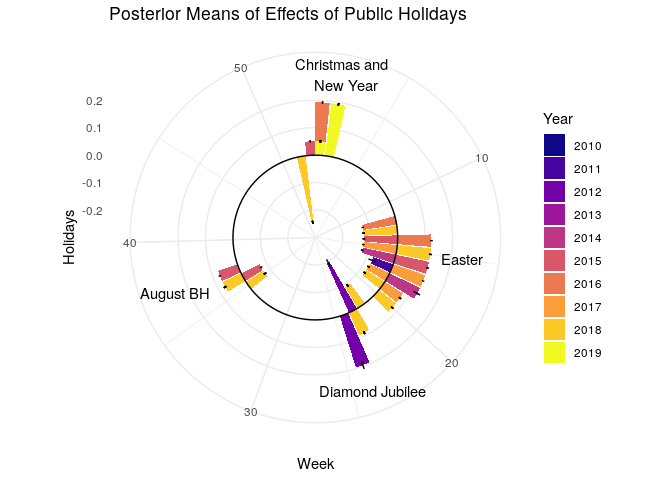 Posterior Means of Effects of Public Holidays
Christmas and
New Year
50
10
20
30
40
0.2
0.1
0.0
-0.1
-0.2
Holidays
Easter
August BH
Diamond Jubilee
Week
Year
2010
2011
2012
2013
2014
2015
2016
2017
2018
2019